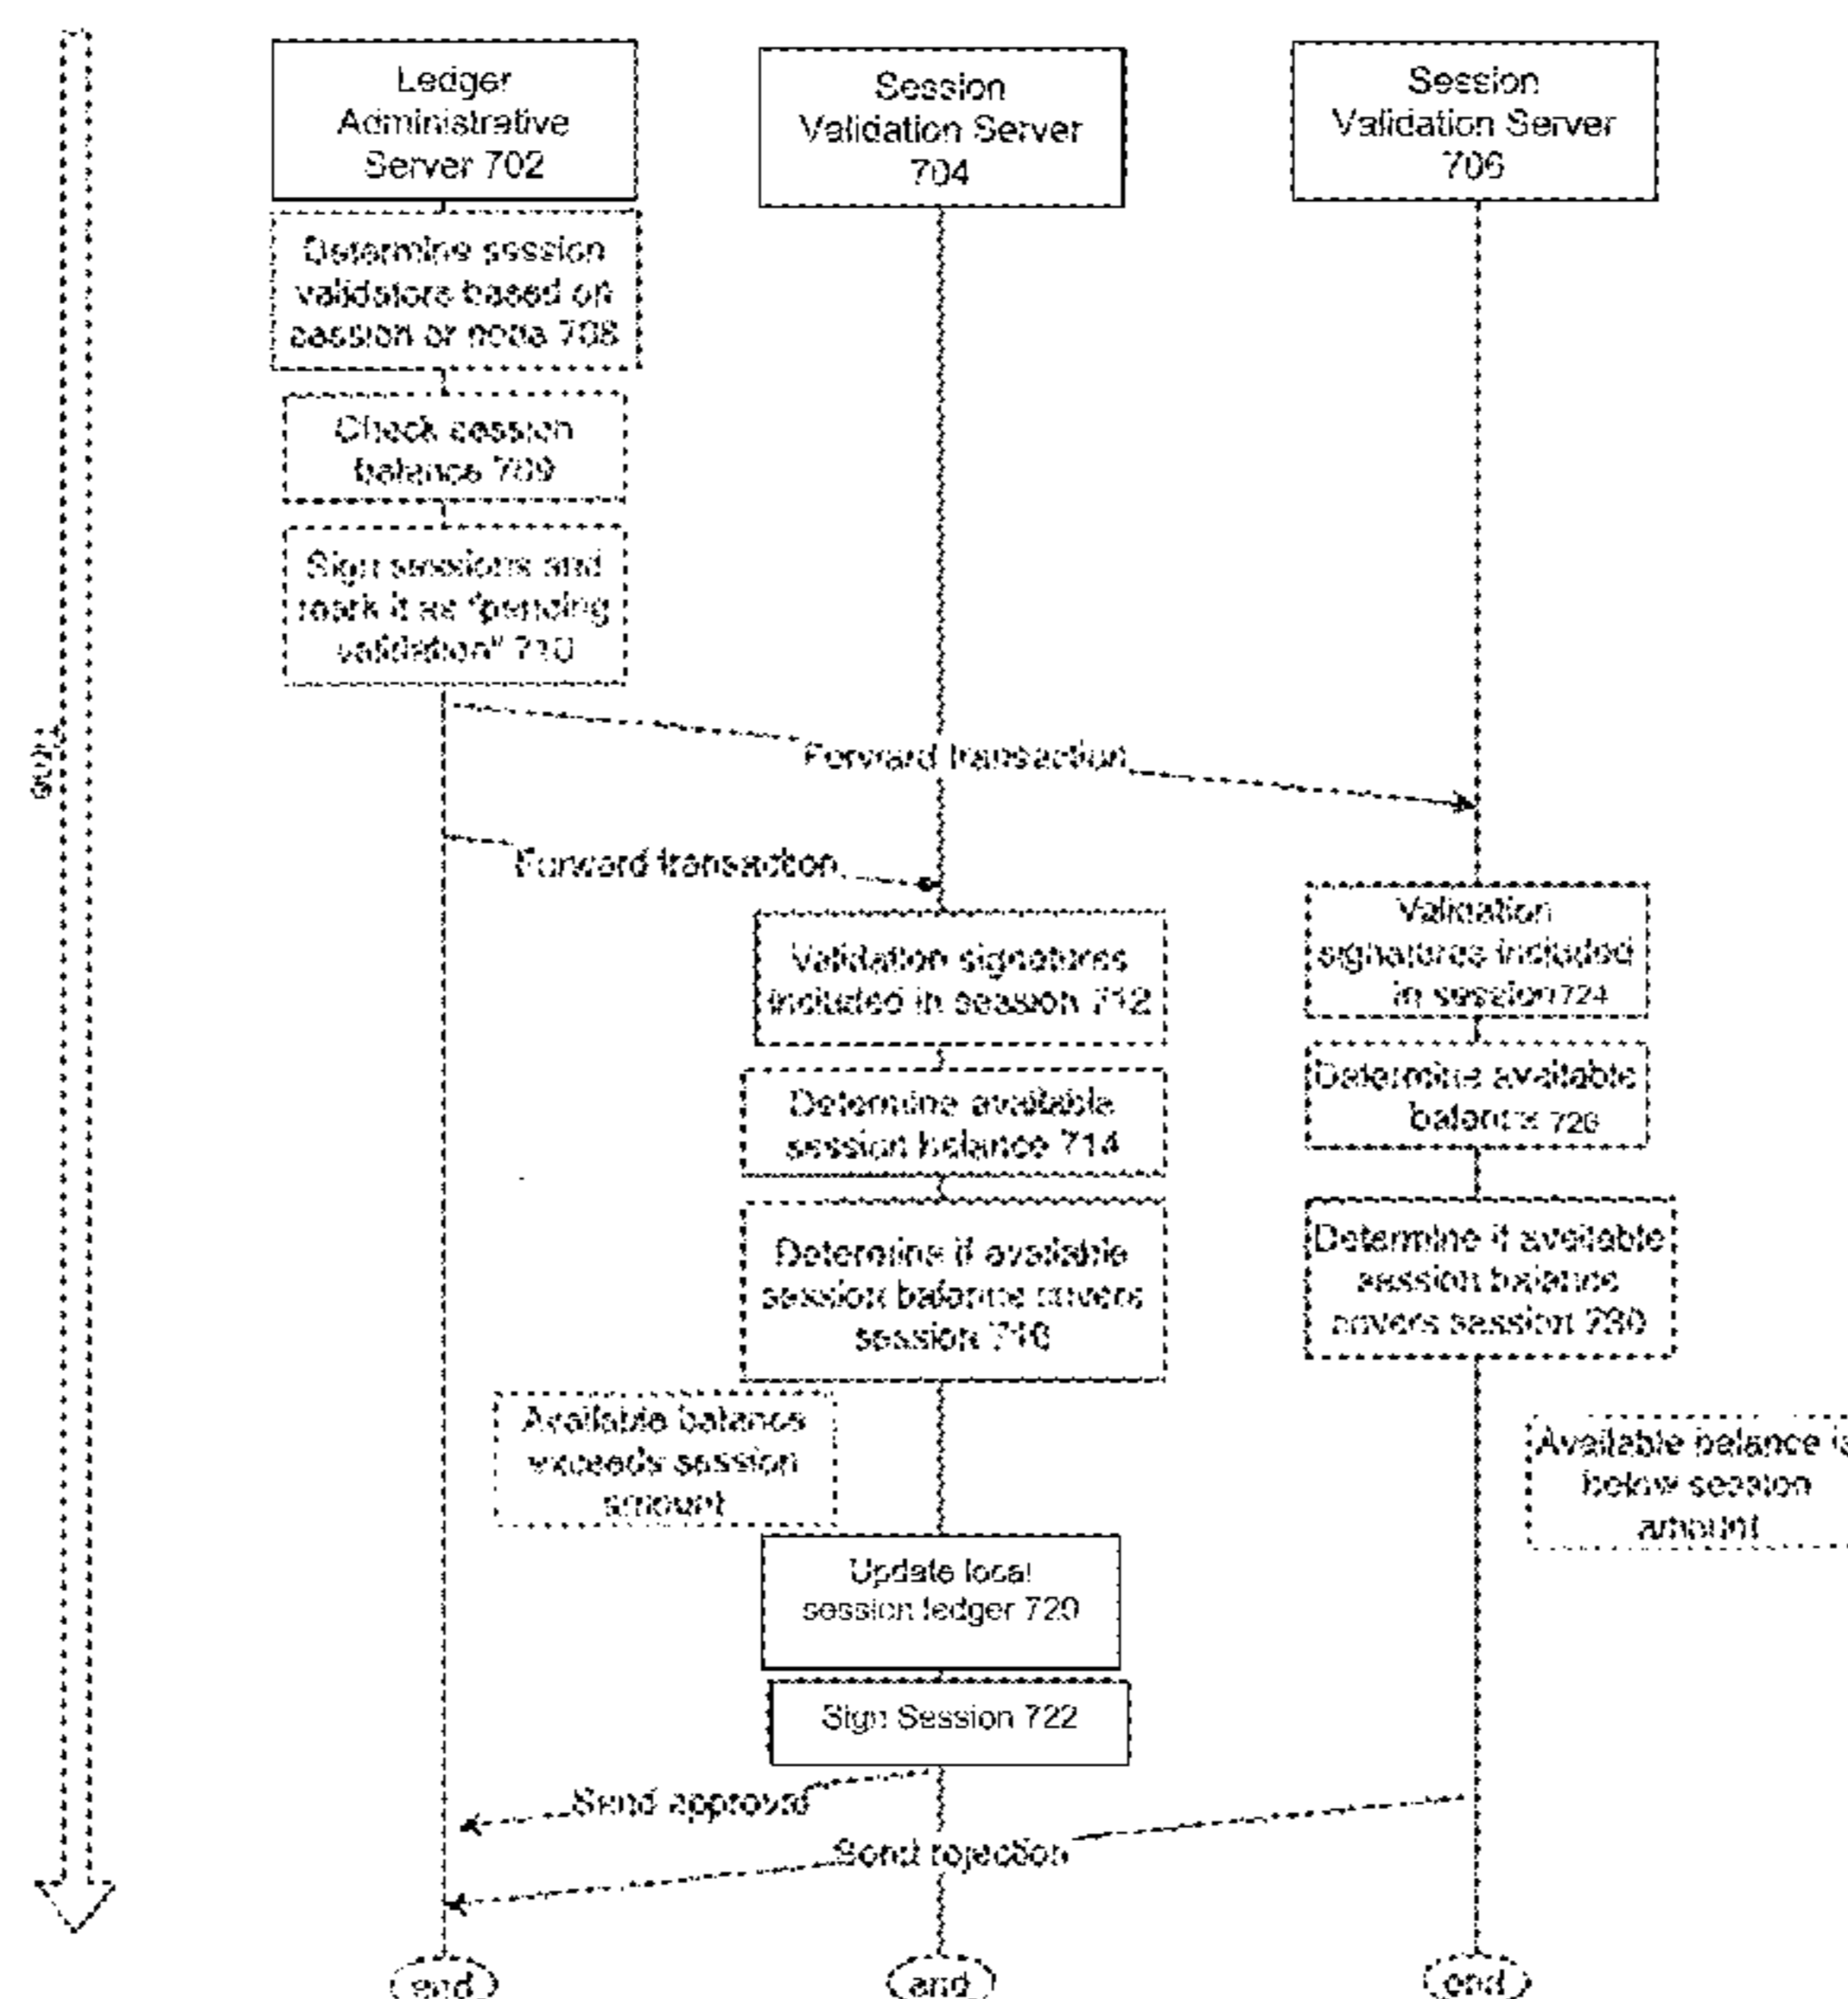 Ledger
Administrative
Server 702
Session
Validation Server
704
Session
Validation Server
706
Determine session
validators based on
session or node 708
Check session
balance 709
Sign sessions and
mark it as "pending
validation" 710
Time
Forward transaction
Forward transaction
Validation signatures
included in session 712
Validation
signatures included
in session 724
Determine available
session balance 714
Determine available
balance 726
Determine if available
session balance covers
session 716
Determine if available
session balance
covers session 730
Available balance
exceeds session
amount
Available balance is
below session
amount
Update local
session ledger 720
Sign Session 722
Send approval
Send rejection
end
end
end